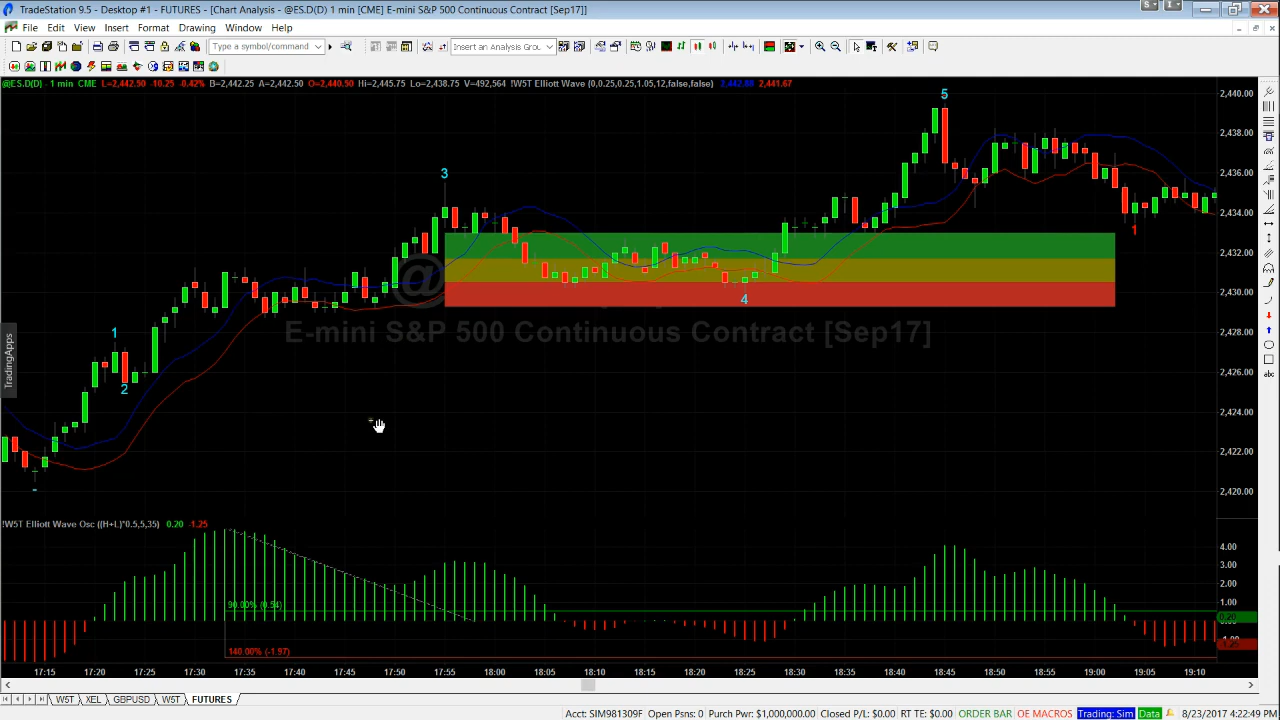 TradeStation 9.5 - Desktop #1 - FUTURES - [Chart Analysis - @ES.D(D) 1 min [CME] E-mini S&P 500 Continuous Contract [Sep17]]
File Edit View Insert Format Drawing Window Help
Type a symbol/command
Insert an Analysis Group...
@ES.D(D) - 1 min CME L=2,442.50 -10.25 -0.42% B=2,442.25 A=2,442.50 O=2,440.50 Hi=2,445.75 Lo=2,438.75 V=492,564 !W5T Elliott Wave (0,0.25,0.25,1.05,12,false,false) 2,441.67
5
2,440.00
2,438.00
3
2,436.00
2,434.00
1
2,432.00
@
4
2,430.00
E-mini S&P 500 Continuous Contract [Sep17]
1
2,428.00
TradingApps
2
2,426.00
2,424.00
2,422.00
2,420.00
!W5T Elliott Wave Osc ((H+L)*0.5,5,35) 0.20 -1.25
4.00
3.00
2.00
90.00% (0.54)
1.00
0.20
-1.25
140.00% (-1.97)
17:15 17:20 17:25 17:30 17:35 17:40 17:45 17:50 17:55 18:00 18:05 18:10 18:15 18:20 18:25 18:30 18:35 18:40 18:45 18:50 18:55 19:00 19:05 19:10
W5T XEL GBPUSD W5T FUTURES
Acct: SIM981309F Open Psns: 0 Purch Pwr: $1,000,000.00 Closed P/L: $0.00 RT TE: $0.00 ORDER BAR OE MACROS Trading: Sim Data 8/23/2017 4:22:49 PM